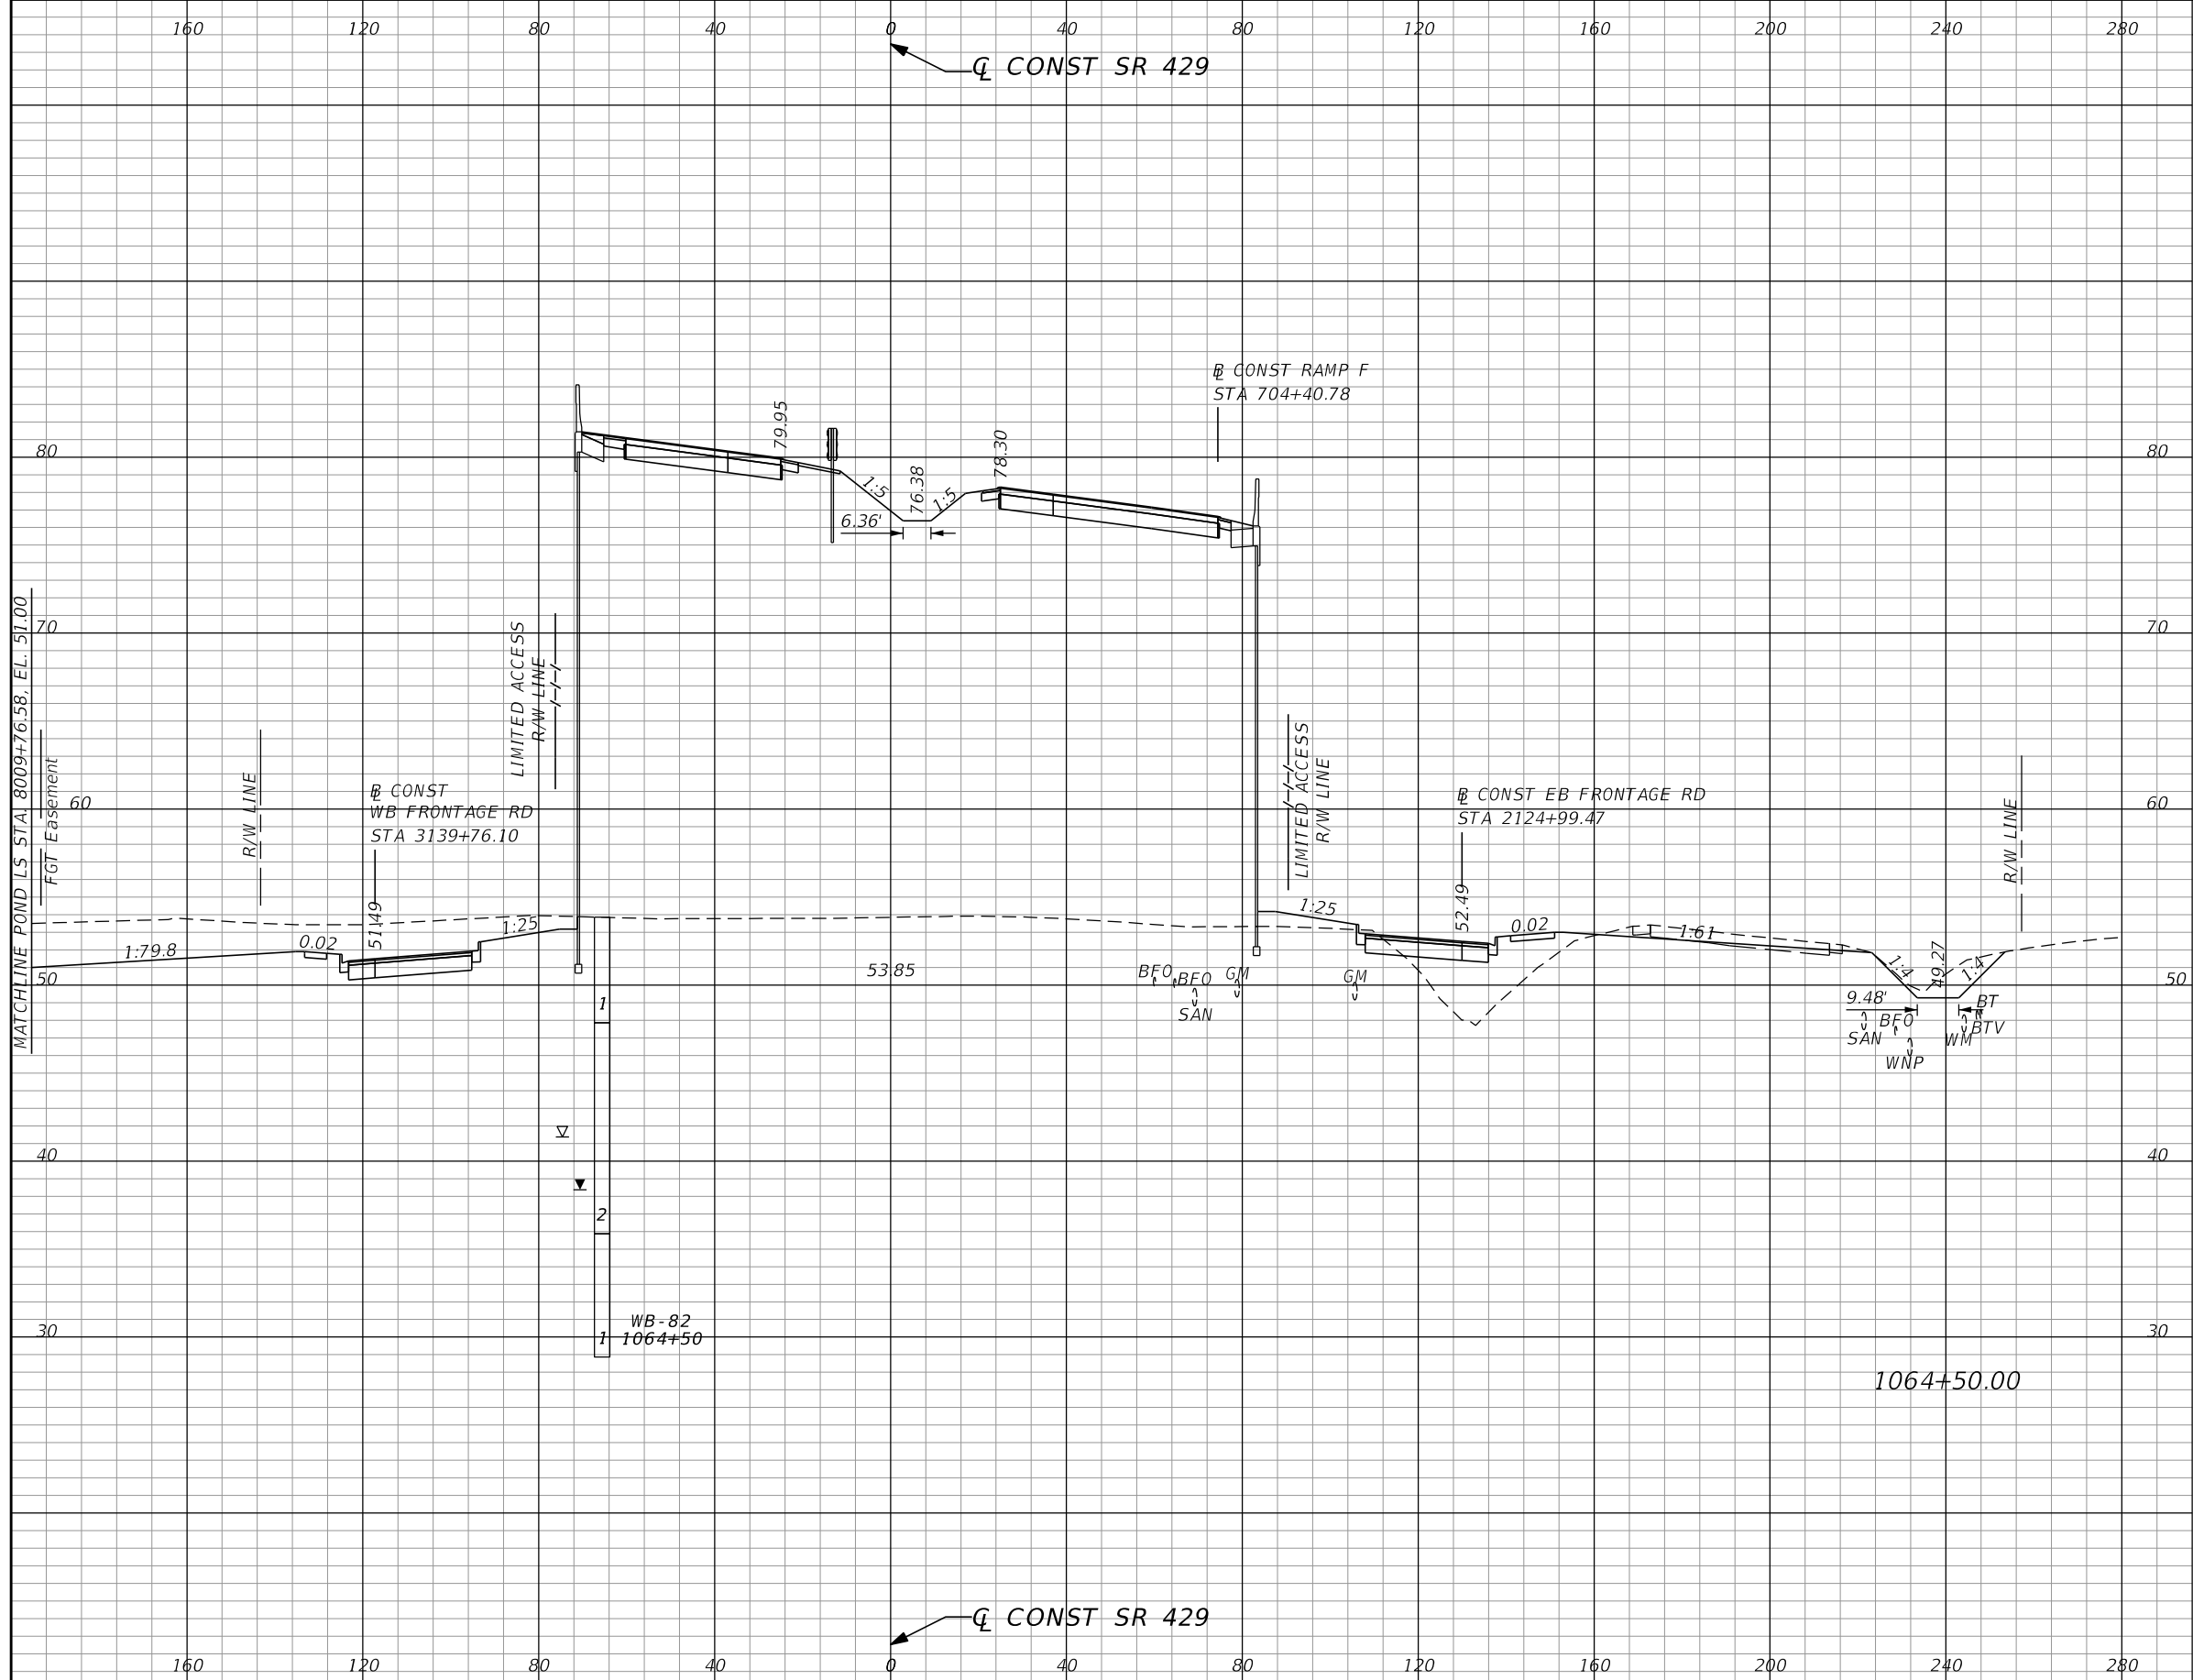 160 120 80 40 0 40 80 120 160 200 240 280
℄ CONST SR 429
B CONST RAMP F
STA 704+40.78
79.95
78.30
76.38
80
80
1:5
1:5
6.36'
70
70
MATCHLINE POND LS STA. 8009+76.58, EL. 51.00
FGT Easement
R/W LINE
LIMITED ACCESS
R/W LINE
LIMITED ACCESS
R/W LINE
R/W LINE
60
60
B CONST
WB FRONTAGE RD
STA 3139+76.10
B CONST EB FRONTAGE RD
STA 2124+99.47
51.49
52.49
49.27
1:79.8
0.02
1:25
1:25
0.02
1:61
1:4
1:4
50
50
53.85
BFO
BFO
SAN
GM
GM
9.48'
SAN
BFO
WNP
WM
BT
BTV
1
2
1
40
40
30
30
WB-82
1064+50
1064+50.00
℄ CONST SR 429
160 120 80 40 0 40 80 120 160 200 240 280